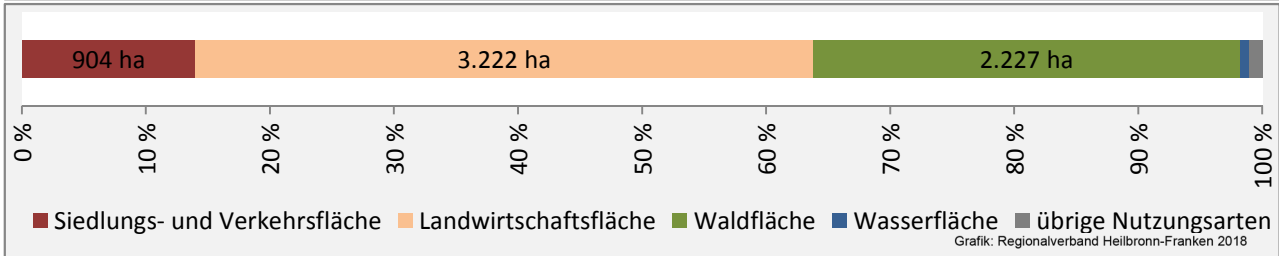 904 ha 3.222 ha 2.227 ha
0 % 10 % 20 % 30 % 40 % 50 % 60 % 70 % 80 % 90 % 100 %
Siedlungs- und Verkehrsfläche Landwirtschaftsfläche Waldfläche Wasserfläche übrige Nutzungsarten
Grafik: Regionalverband Heilbronn-Franken 2018